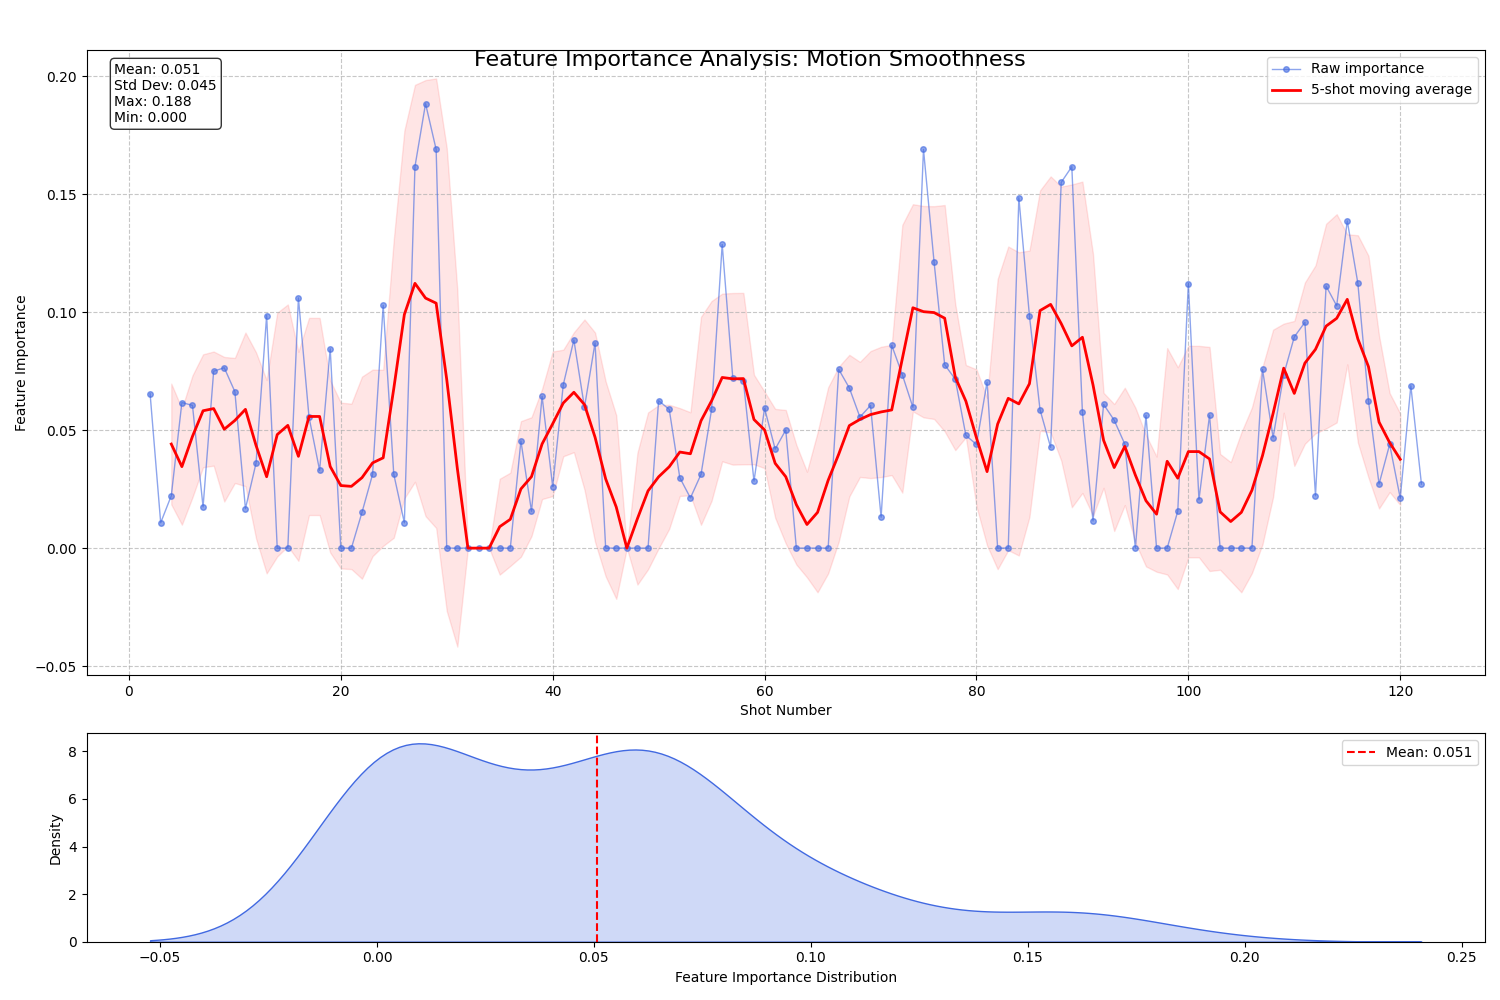 Feature Importance Analysis: Motion Smoothness
Mean: 0.051
Std Dev: 0.045
Max: 0.188
Min: 0.000
Raw importance
5-shot moving average
Feature Importance
0.20
0.15
0.10
0.05
0.00
−0.05
0 20 40 60 80 100 120
Shot Number
Mean: 0.051
Density
8
6
4
2
0
−0.05 0.00 0.05 0.10 0.15 0.20 0.25
Feature Importance Distribution